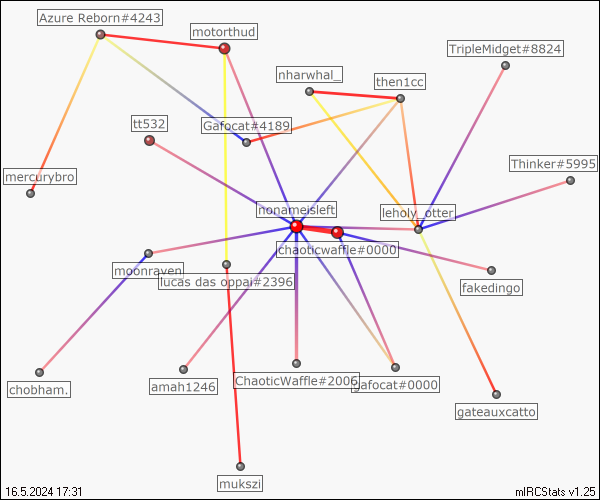 Azure Reborn#4243
motorthud
TripleMidget#8824
nharwhal_
then1cc
tt532
Gafocat#4189
Thinker#5995
mercurybro
nonameisleft
leholy_otter
chaoticwaffle#0000
moonraven
lucas das oppai#2396
fakedingo
chobham.
amah1246
ChaoticWaffle#2006
gafocat#0000
gateauxcatto
mukszi
16.5.2024 17:31
mIRCStats v1.25